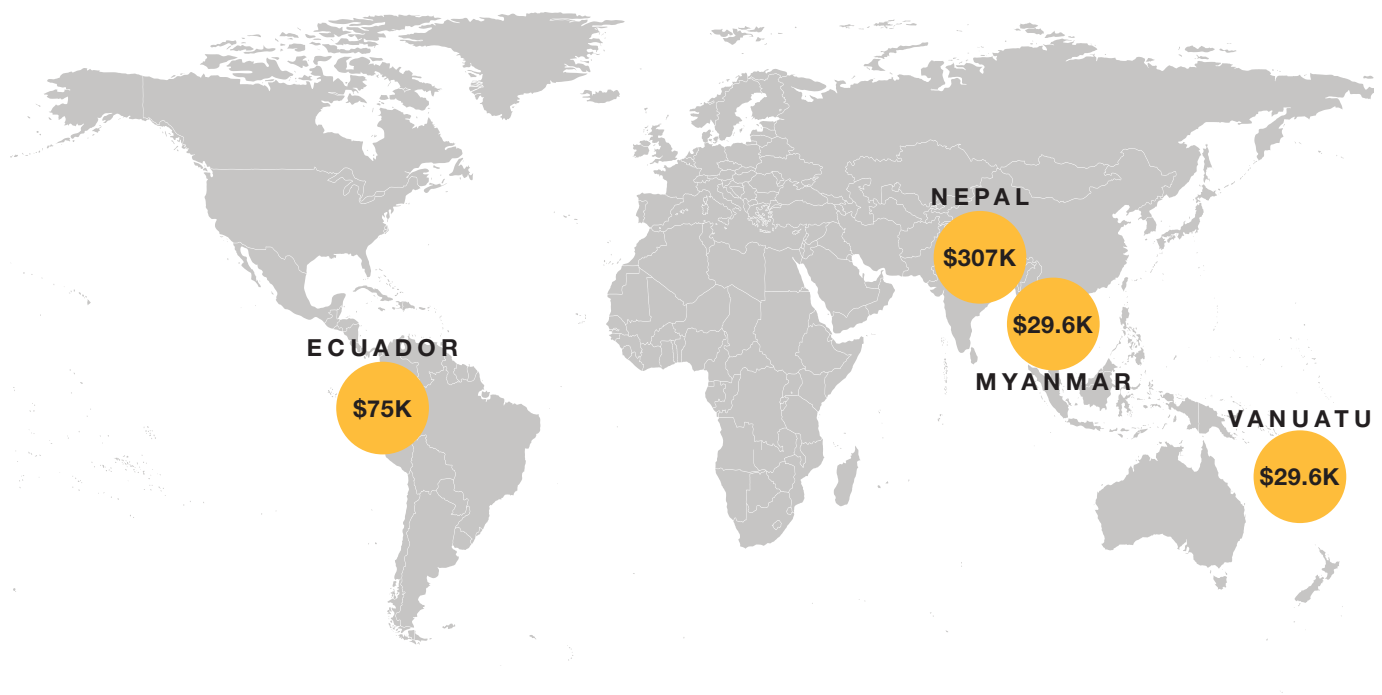 NEPAL
$307K
$29.6K
MYANMAR
ECUADOR
$75K
VANUATU
$29.6K